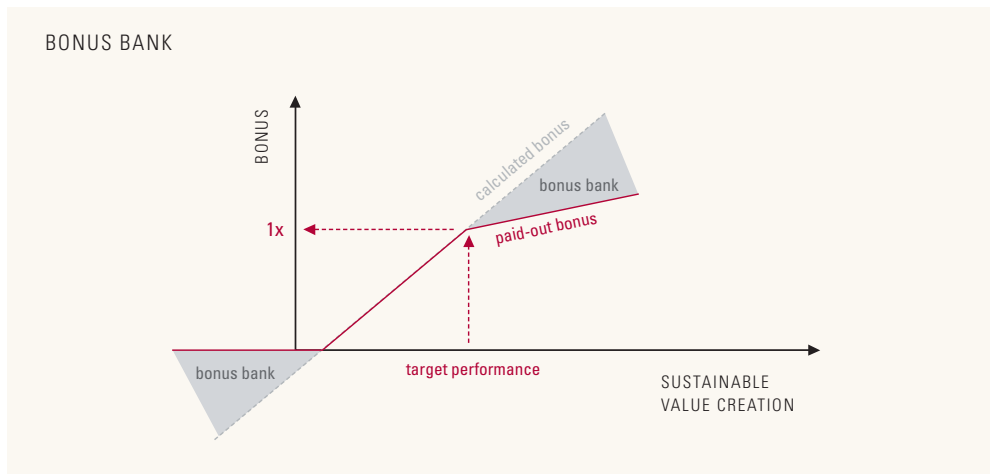 BONUS BANK
BONUS
calculated bonus
bonus bank
1x
paid-out bonus
bonus bank
target performance
SUSTAINABLE
VALUE CREATION